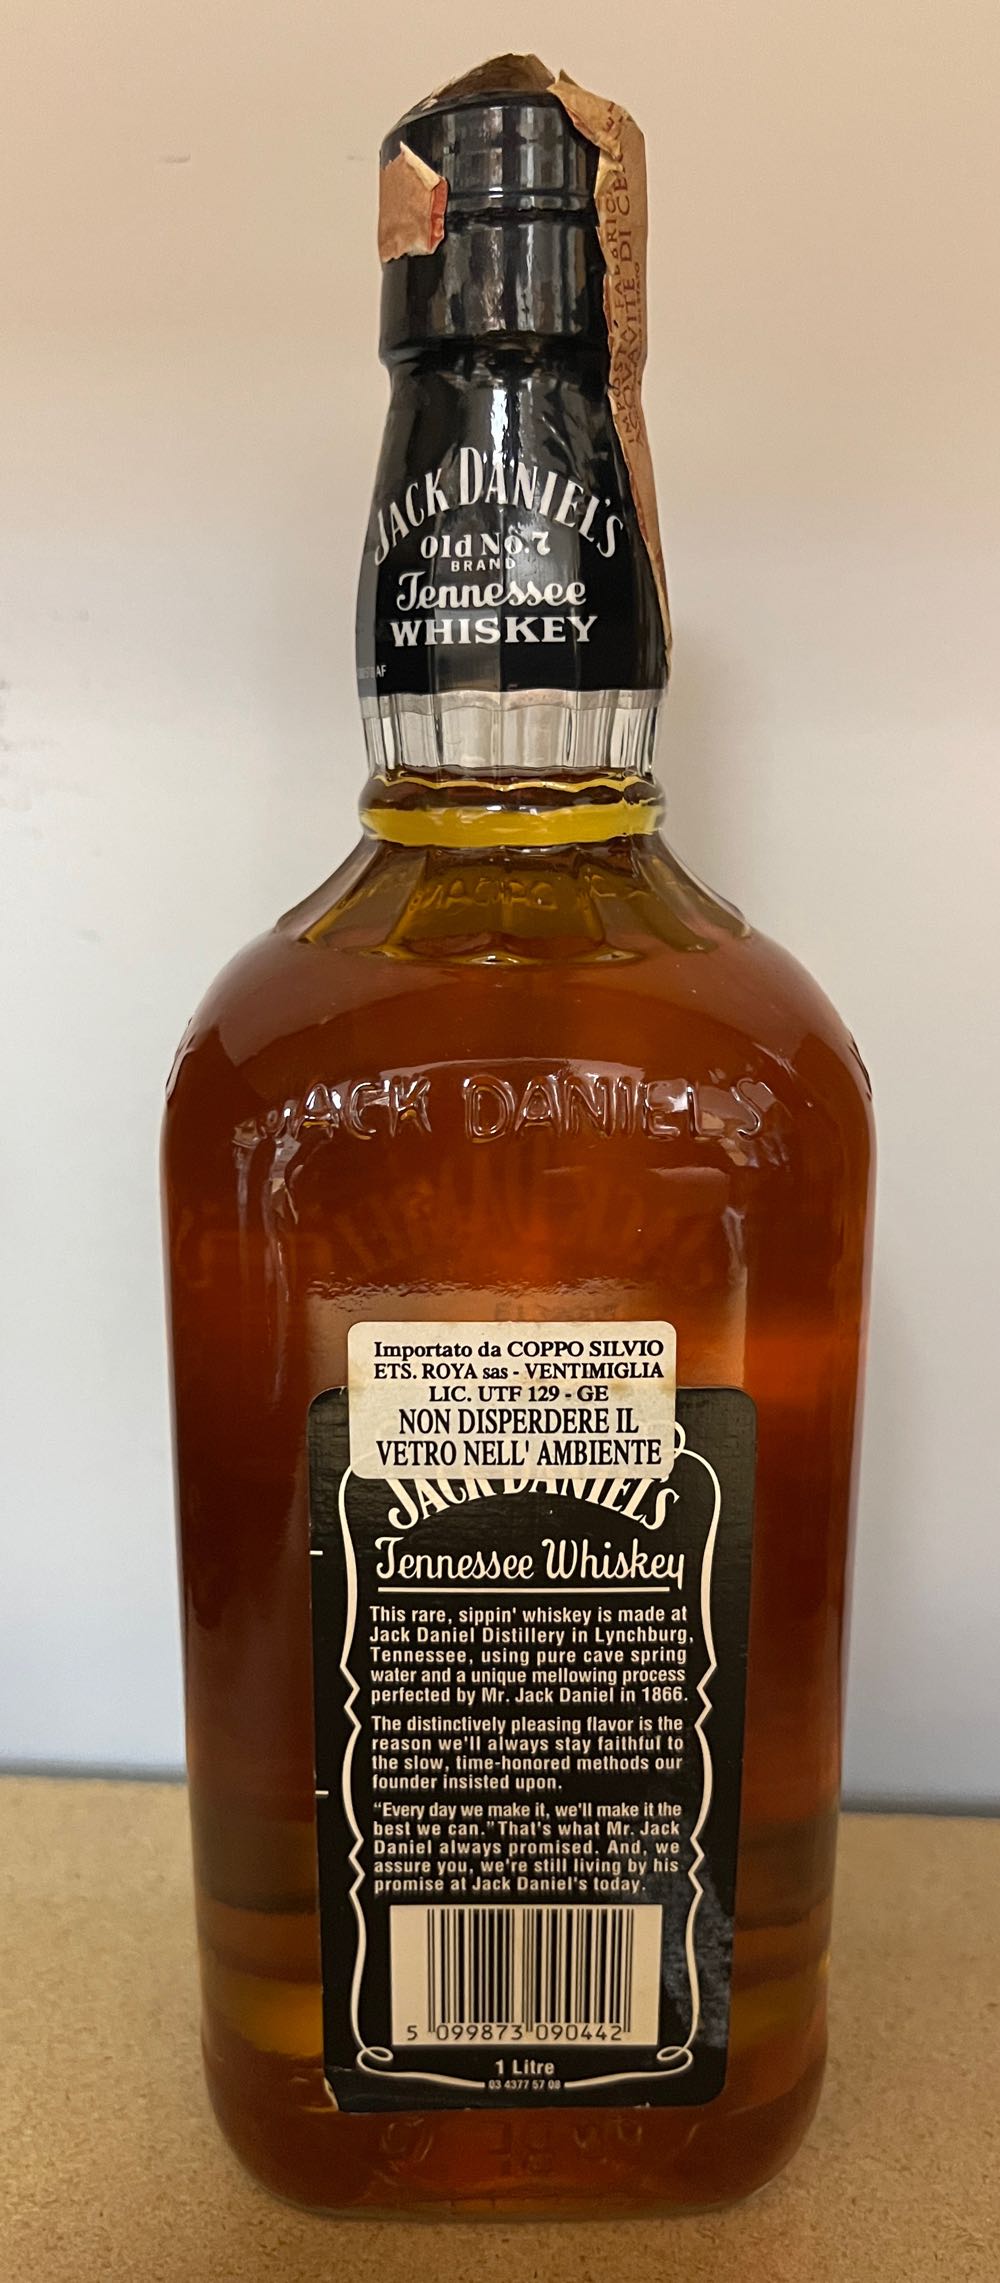 IMPOSTA FABBRICAZ
ACQUAVITE DI CE
JACK DANIEL'S
Old No.7
BRAND
Tennessee
WHISKEY
AF
JACK DANIELS
Importato da COPPO SILVIO
ETS. ROYA sas - VENTIMIGLIA
LIC. UTF 129 - GE
NON DISPERDERE IL
VETRO NELL' AMBIENTE
JACK DANIEL'S
Tennessee Whiskey
This rare, sippin' whiskey is made at
Jack Daniel Distillery in Lynchburg,
Tennessee, using pure cave spring
water and a unique mellowing process
perfected by Mr. Jack Daniel in 1866.
The distinctively pleasing flavor is the
reason we'll always stay faithful to
the slow, time-honored methods our
founder insisted upon.
"Every day we make it, we'll make it the
best we can." That's what Mr. Jack
Daniel always promised. And, we
assure you, we're still living by his
promise at Jack Daniel's today.
5 099873 090442
1 Litre
03 4377 57 08